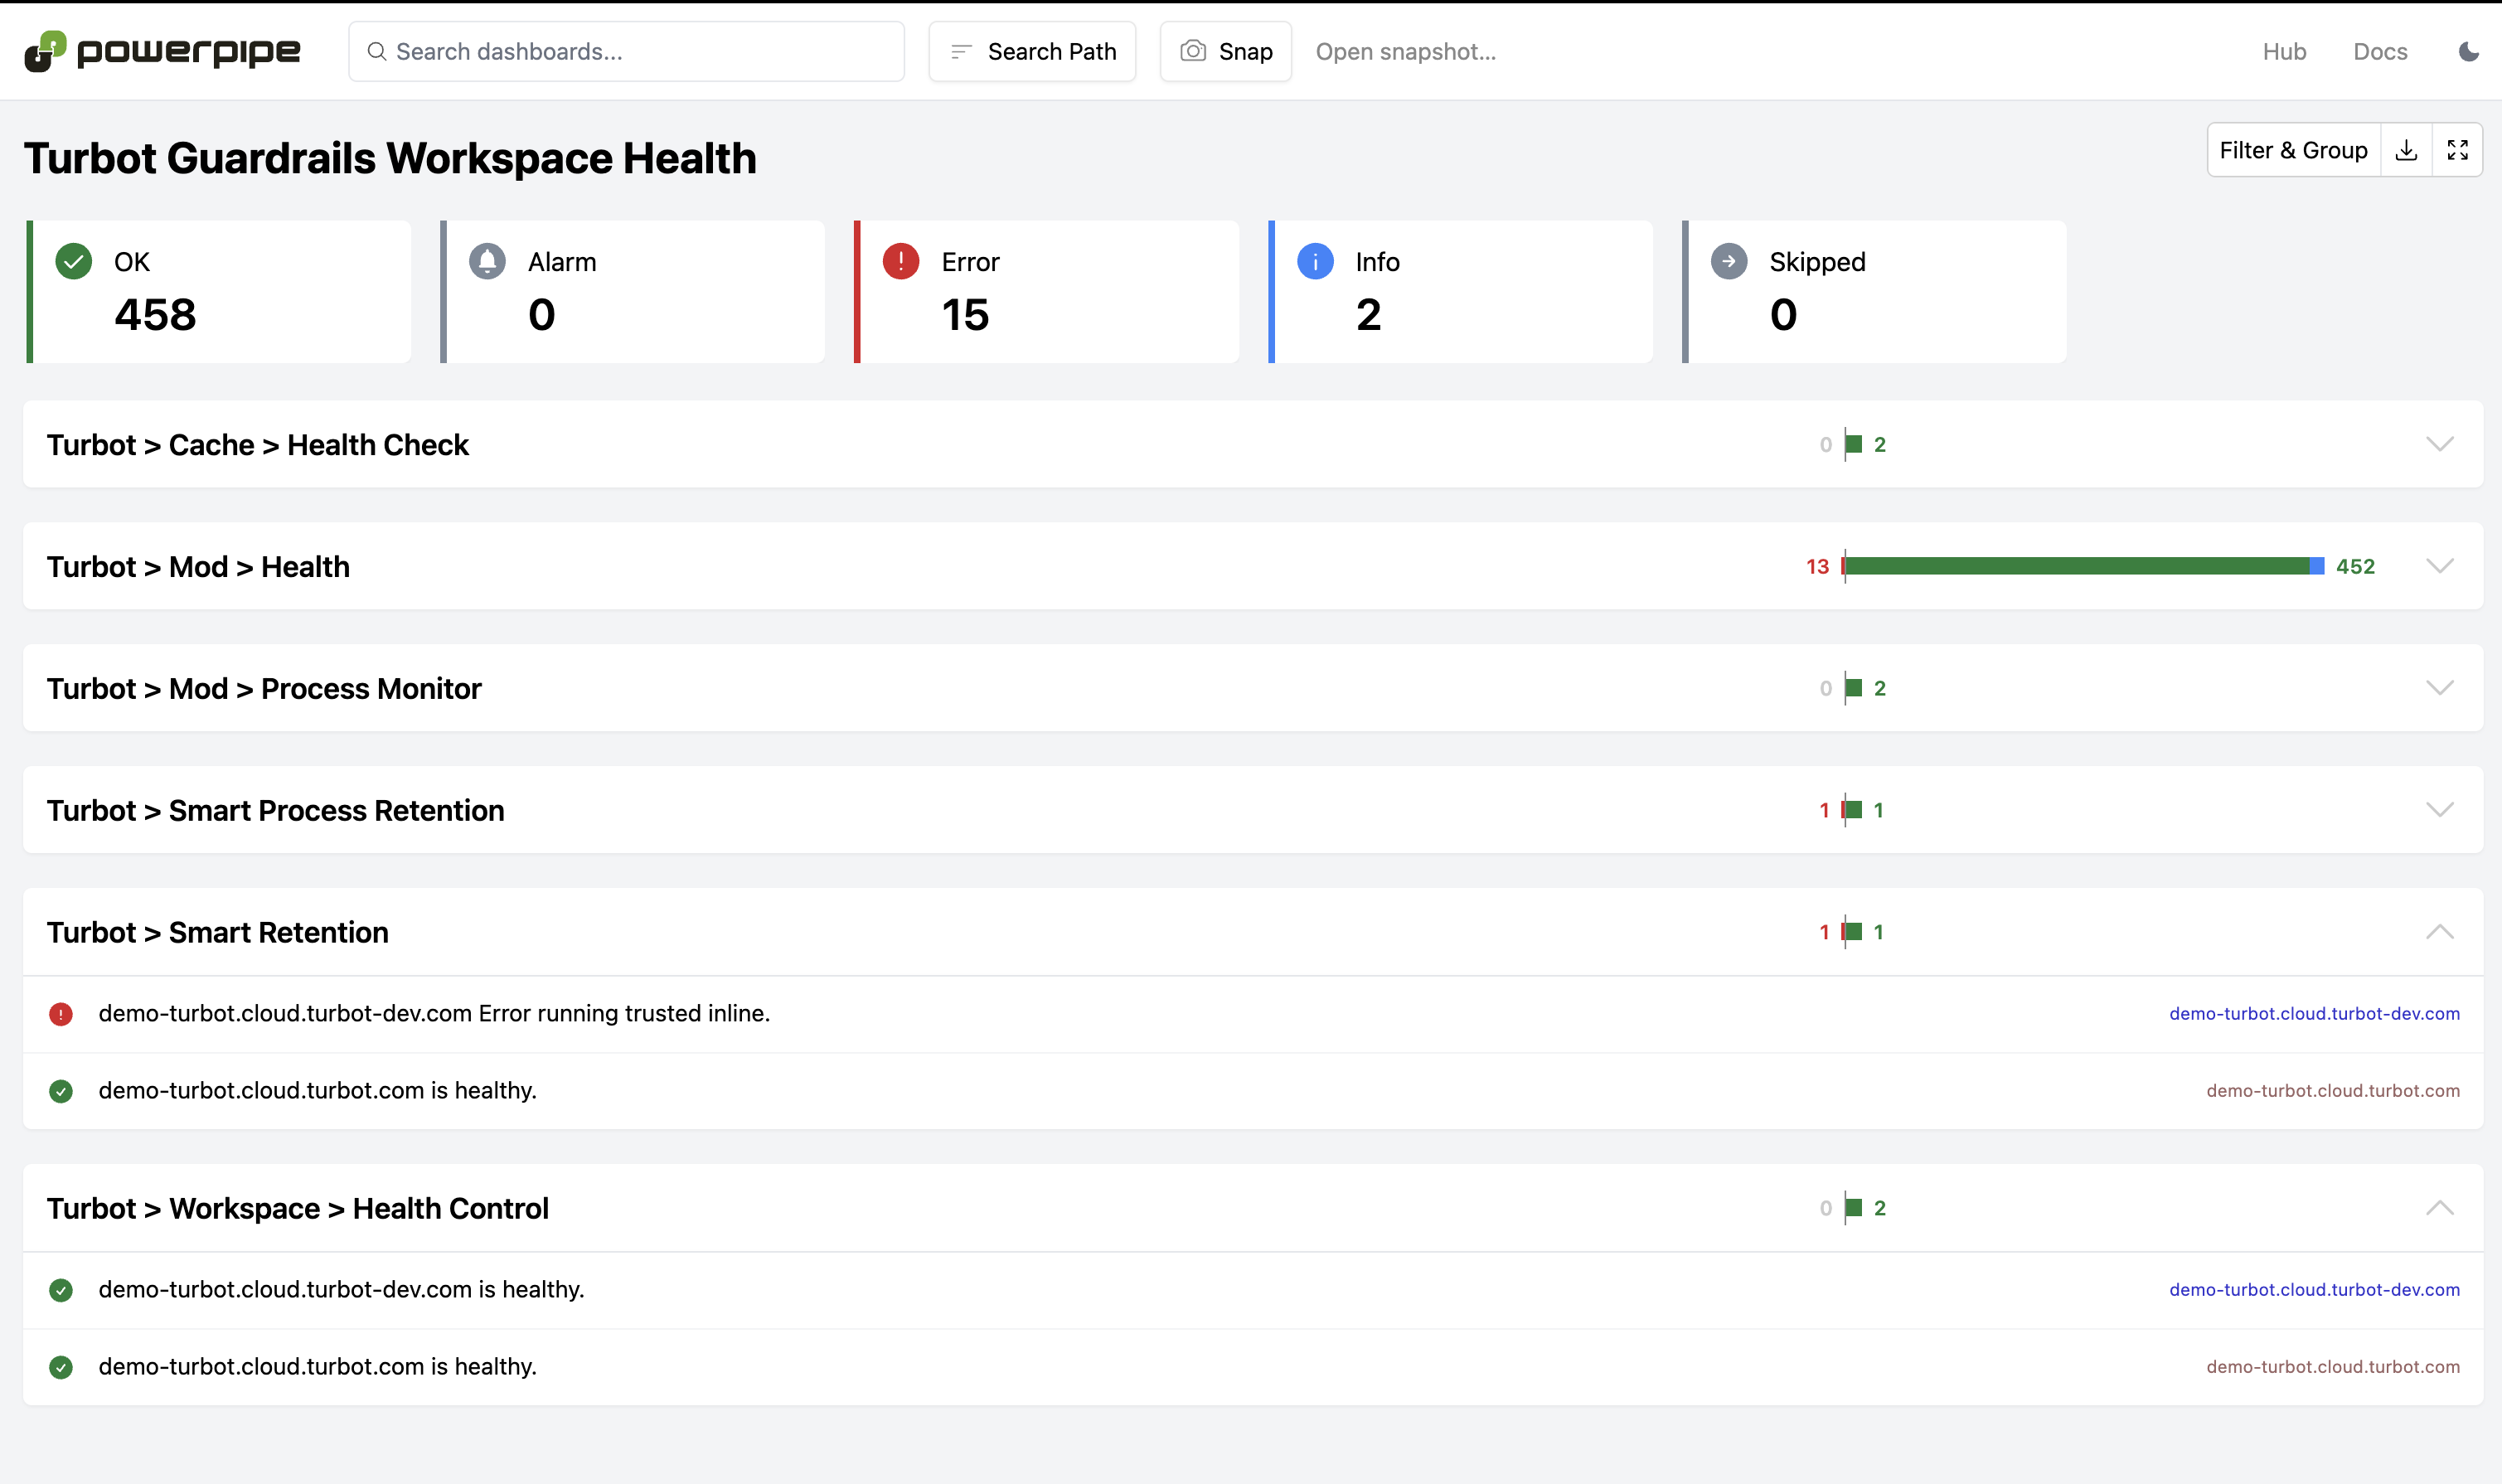 powerpipe
Search dashboards...
Search Path
Snap
Open snapshot...
Hub
Docs
Turbot Guardrails Workspace Health
Filter & Group
OK
458
Alarm
0
Error
15
Info
2
Skipped
0
Turbot > Cache > Health Check
0 2
Turbot > Mod > Health
13 452
Turbot > Mod > Process Monitor
0 2
Turbot > Smart Process Retention
1 1
Turbot > Smart Retention
1 1
demo-turbot.cloud.turbot-dev.com Error running trusted inline.
demo-turbot.cloud.turbot-dev.com
demo-turbot.cloud.turbot.com is healthy.
demo-turbot.cloud.turbot.com
Turbot > Workspace > Health Control
0 2
demo-turbot.cloud.turbot-dev.com is healthy.
demo-turbot.cloud.turbot-dev.com
demo-turbot.cloud.turbot.com is healthy.
demo-turbot.cloud.turbot.com